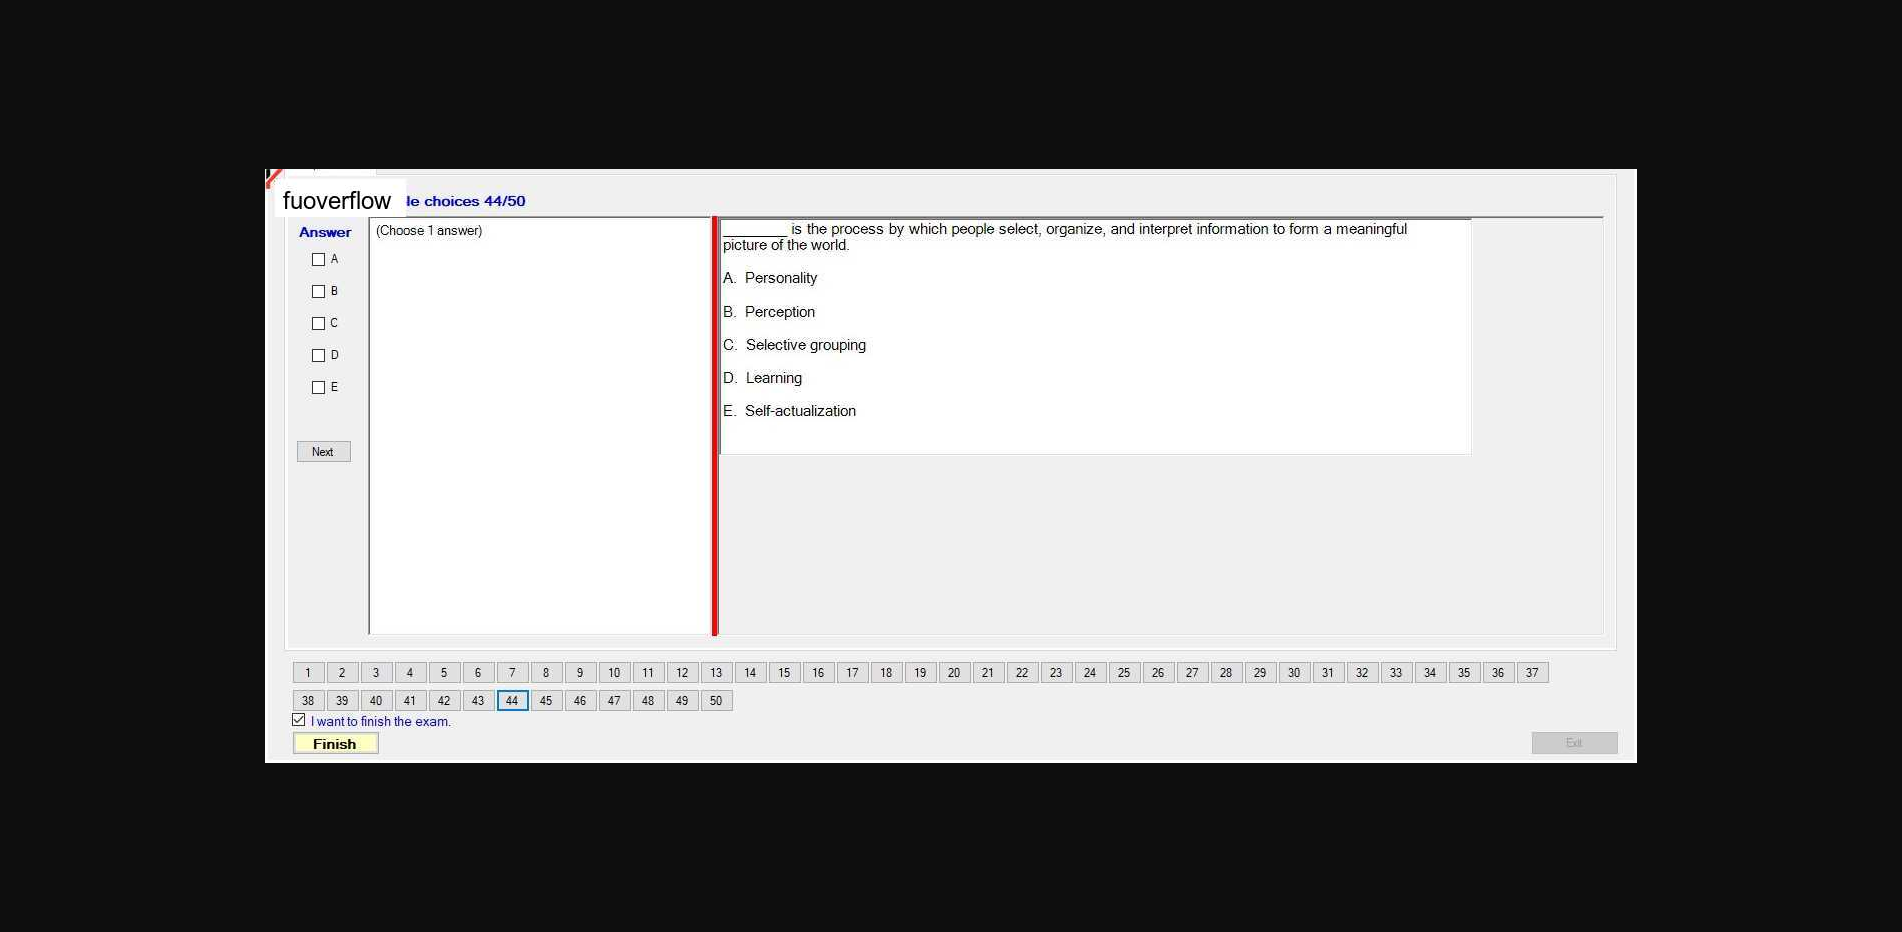 fuoverflow
le choices 44/50
Answer
(Choose 1 answer)
A
B
C
D
E
Next
________ is the process by which people select, organize, and interpret information to form a meaningful
picture of the world.
A. Personality
B. Perception
C. Selective grouping
D. Learning
E. Self-actualization
1 2 3 4 5 6 7 8 9 10 11 12 13 14 15 16 17 18 19 20 21 22 23 24 25 26 27 28 29 30 31 32 33 34 35 36 37
38 39 40 41 42 43 44 45 46 47 48 49 50
I want to finish the exam.
Finish
Exit